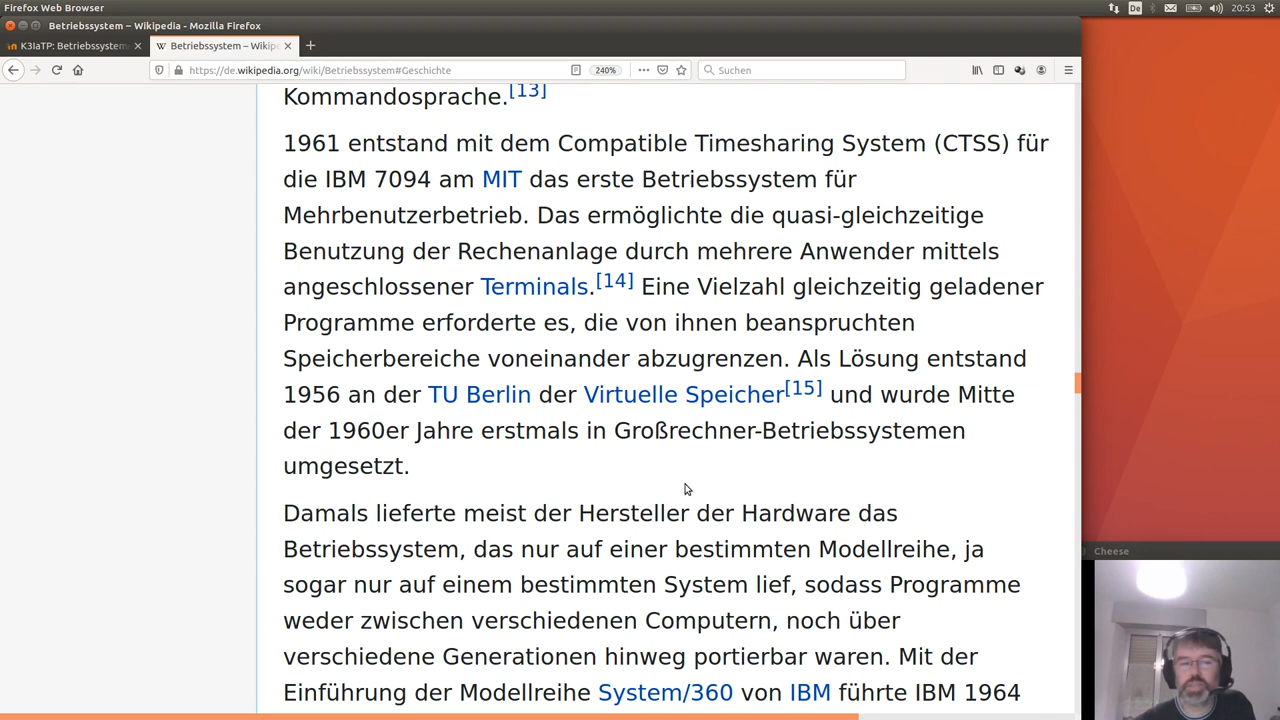 Firefox Web Browser
De
20:53
Betriebssystem – Wikipedia - Mozilla Firefox
K3IaTP: Betriebssystem
W Betriebssystem – Wikip
https://de.wikipedia.org/wiki/Betriebssystem#Geschichte
240%
Suchen
Kommandosprache.[13]
1961 entstand mit dem Compatible Timesharing System (CTSS) für
die IBM 7094 am MIT das erste Betriebssystem für
Mehrbenutzerbetrieb. Das ermöglichte die quasi-gleichzeitige
Benutzung der Rechenanlage durch mehrere Anwender mittels
angeschlossener Terminals.[14] Eine Vielzahl gleichzeitig geladener
Programme erforderte es, die von ihnen beanspruchten
Speicherbereiche voneinander abzugrenzen. Als Lösung entstand
1956 an der TU Berlin der Virtuelle Speicher[15] und wurde Mitte
der 1960er Jahre erstmals in Großrechner-Betriebssystemen
umgesetzt.
Damals lieferte meist der Hersteller der Hardware das
Betriebssystem, das nur auf einer bestimmten Modellreihe, ja
sogar nur auf einem bestimmten System lief, sodass Programme
weder zwischen verschiedenen Computern, noch über
verschiedene Generationen hinweg portierbar waren. Mit der
Einführung der Modellreihe System/360 von IBM führte IBM 1964
Cheese